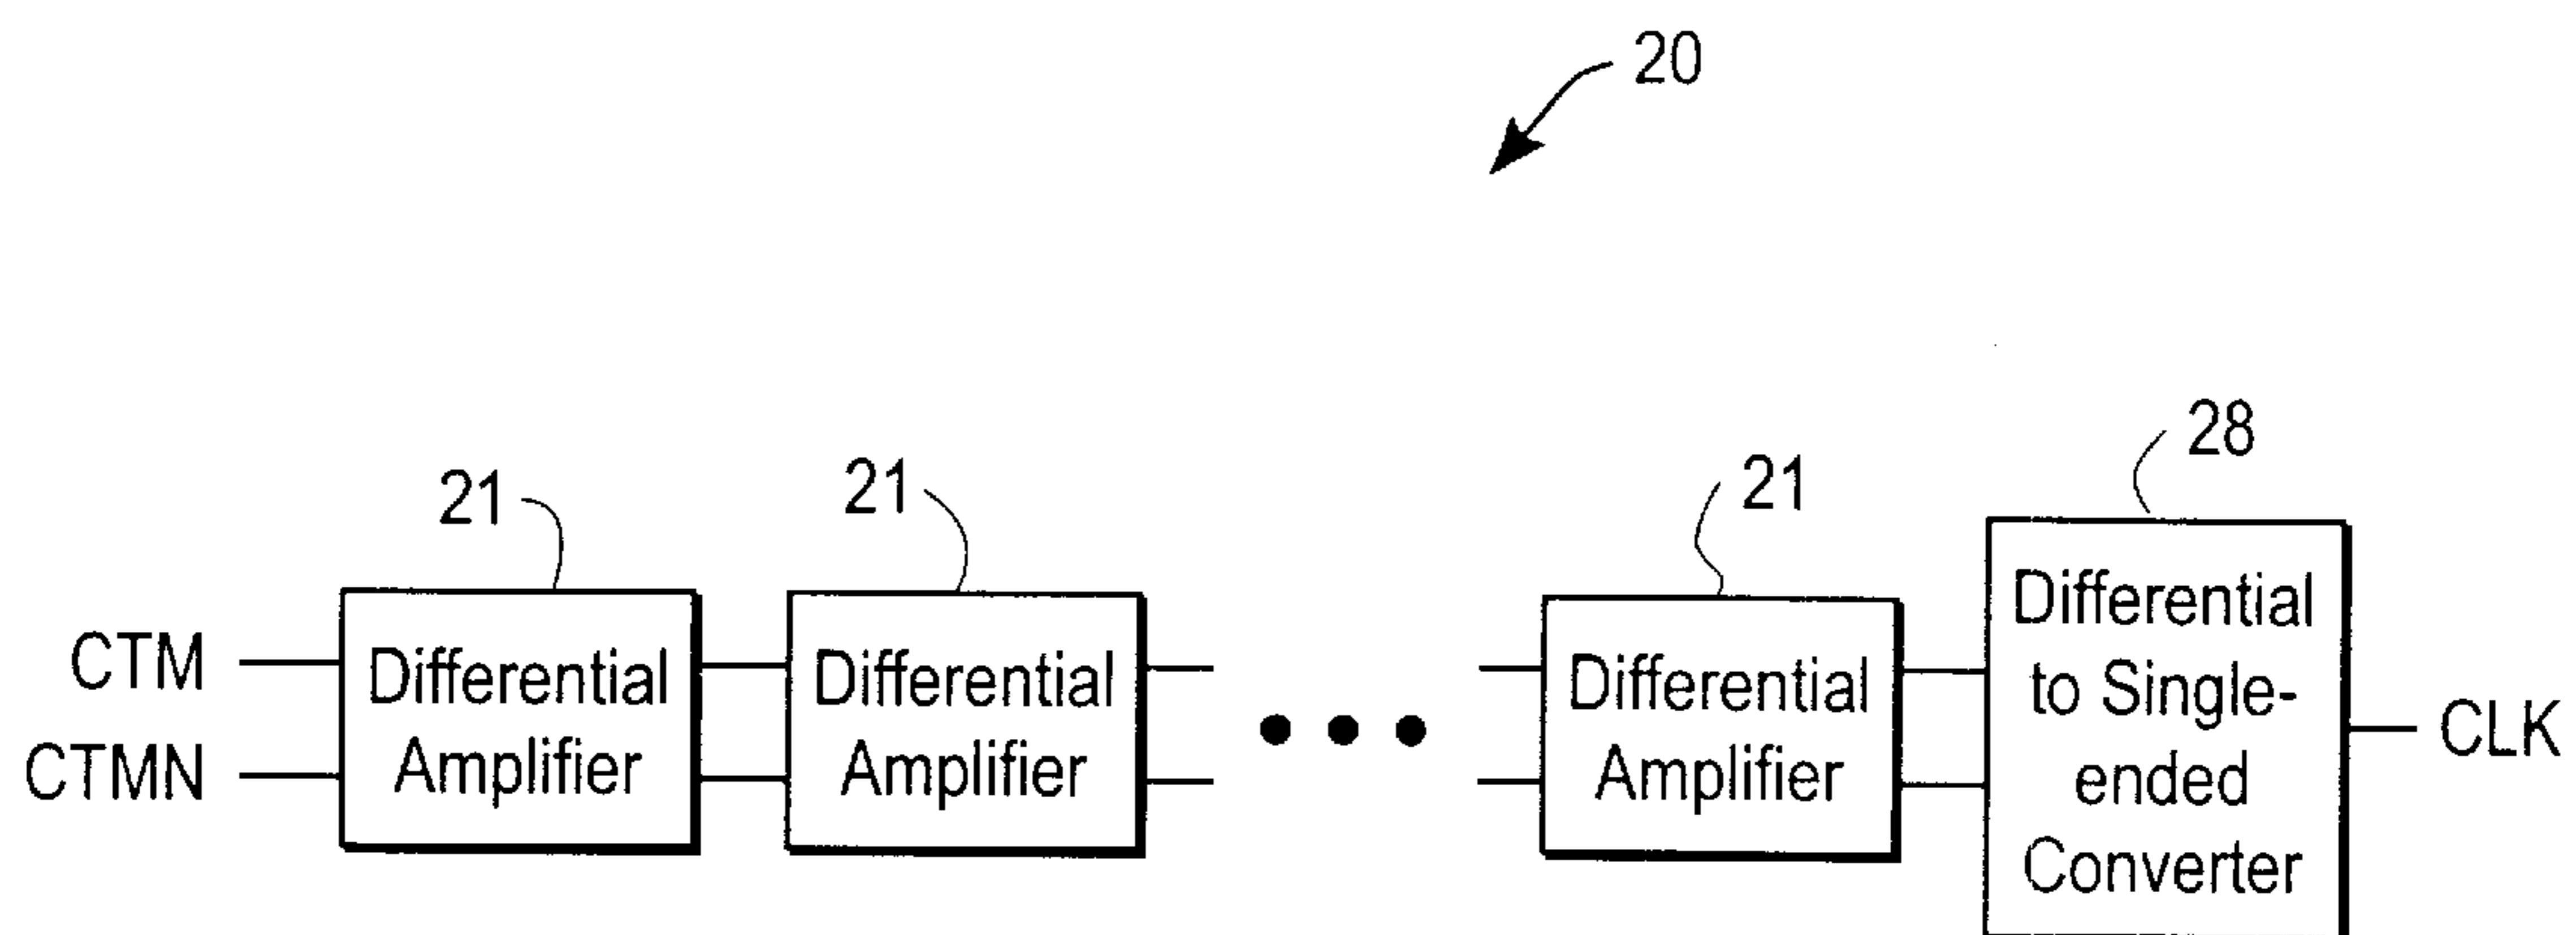 20
21
21
21
28
CTM
CTMN
Differential
Amplifier
Differential
Amplifier
Differential
Amplifier
Differential
to Single-
ended
Converter
CLK